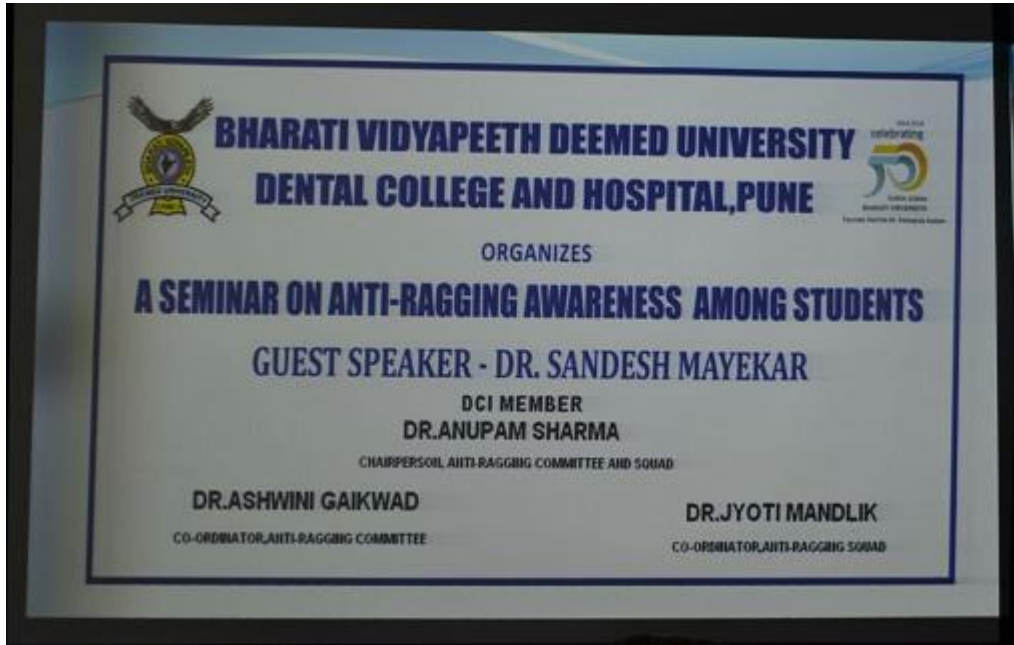 BHARATI VIDYAPEETH DEEMED UNIVERSITY
DENTAL COLLEGE AND HOSPITAL,PUNE
celebrating
50
ORGANIZES
A SEMINAR ON ANTI-RAGGING AWARENESS AMONG STUDENTS
GUEST SPEAKER - DR. SANDESH MAYEKAR
DCI MEMBER
DR.ANUPAM SHARMA
CHAIRPERSON, ANTI-RAGGING COMMITTEE AND SQUAD
DR.ASHWINI GAIKWAD
CO-ORDINATOR,ANTI-RAGGING COMMITTEE
DR.JYOTI MANDLIK
CO-ORDINATOR,ANTI-RAGGING SQUAD